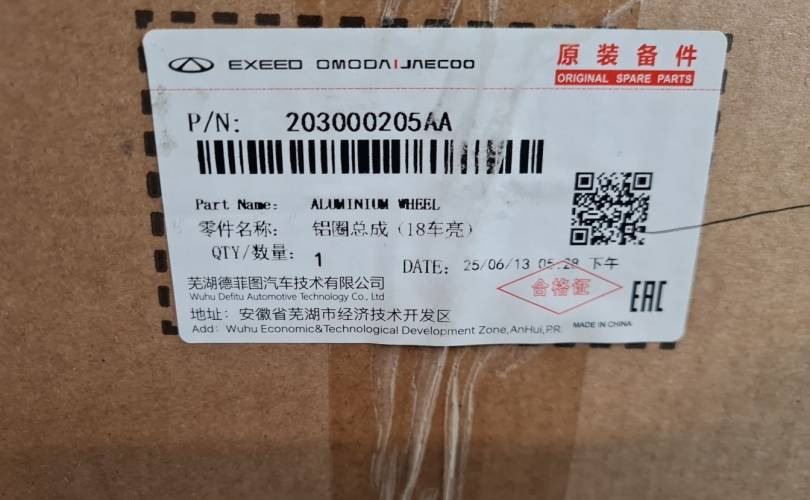 EXEED OMODA | JAECOO
原装备件
ORIGINAL SPARE PARTS
P/N: 203000205AA
Part Name: ALUMINIUM WHEEL
零件名称: 铝圈总成 (18车亮)
QTY/数量: 1
DATE: 25/06/13 05:28 下午
芜湖德菲图汽车技术有限公司
Wuhu Defitu Automotive Technology Co., Ltd
合格证
EAC
地址: 安徽省芜湖市经济技术开发区
MADE IN CHINA
Add: Wuhu Economic&Technological Development Zone,AnHui,P.R.